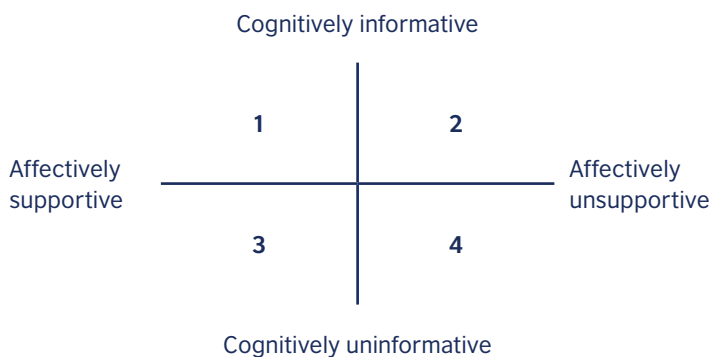 Cognitively informative
1
2
Affectively
supportive
Affectively
unsupportive
3
4
Cognitively uninformative